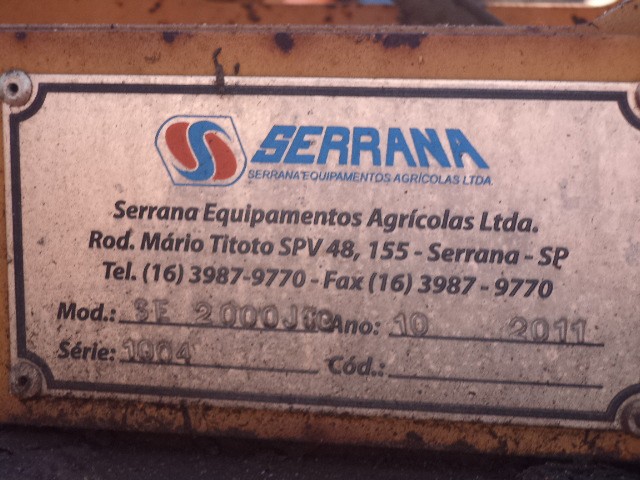 SERRANA
SERRANA EQUIPAMENTOS AGRÍCOLAS LTDA.
Serrana Equipamentos Agrícolas Ltda.
Rod. Mário Titoto SPV 48, 155 - Serrana - SP
Tel. (16) 3987-9770 - Fax (16) 3987 - 9770
Mod.: Ano: 10 2011
Série: 1004 Cód.: